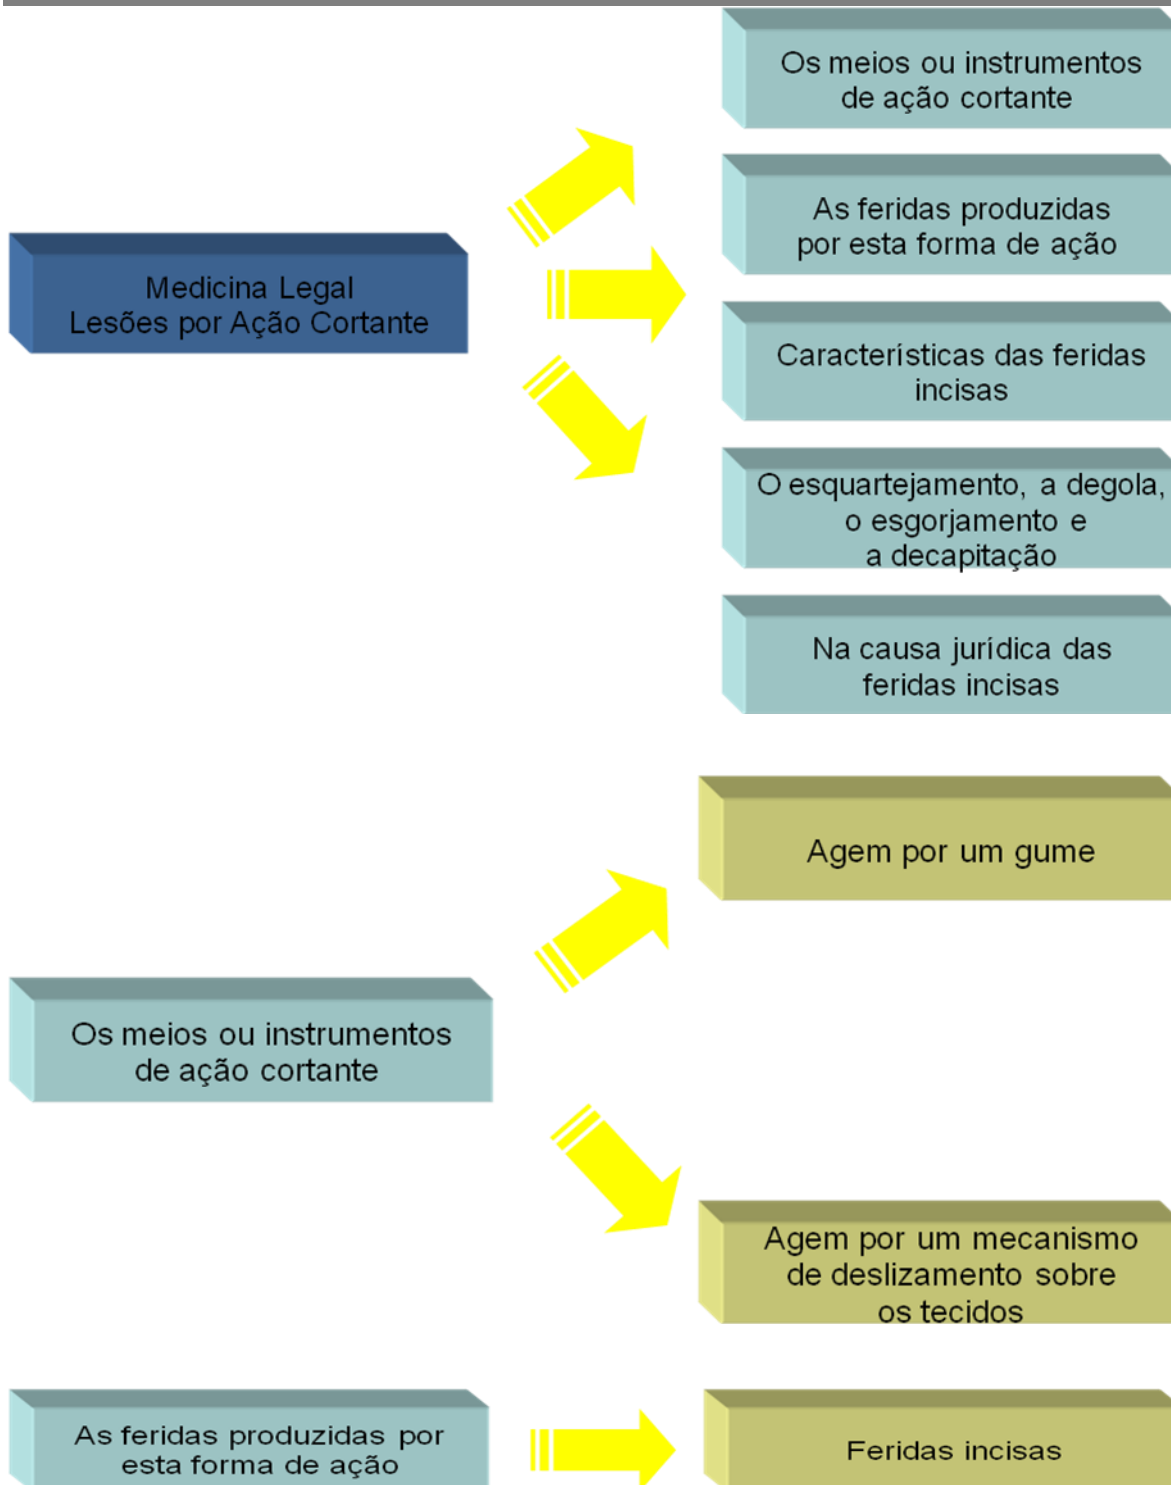 Medicina Legal
Lesões por Ação Cortante
Os meios ou instrumentos
de ação cortante
As feridas produzidas
por esta forma de ação
Características das feridas
incisas
O esquartejamento, a degola,
o esgorjamento e
a decapitação
Na causa jurídica das
feridas incisas
Os meios ou instrumentos
de ação cortante
Agem por um gume
Agem por um mecanismo
de deslizamento sobre
os tecidos
As feridas produzidas por
esta forma de ação
Feridas incisas